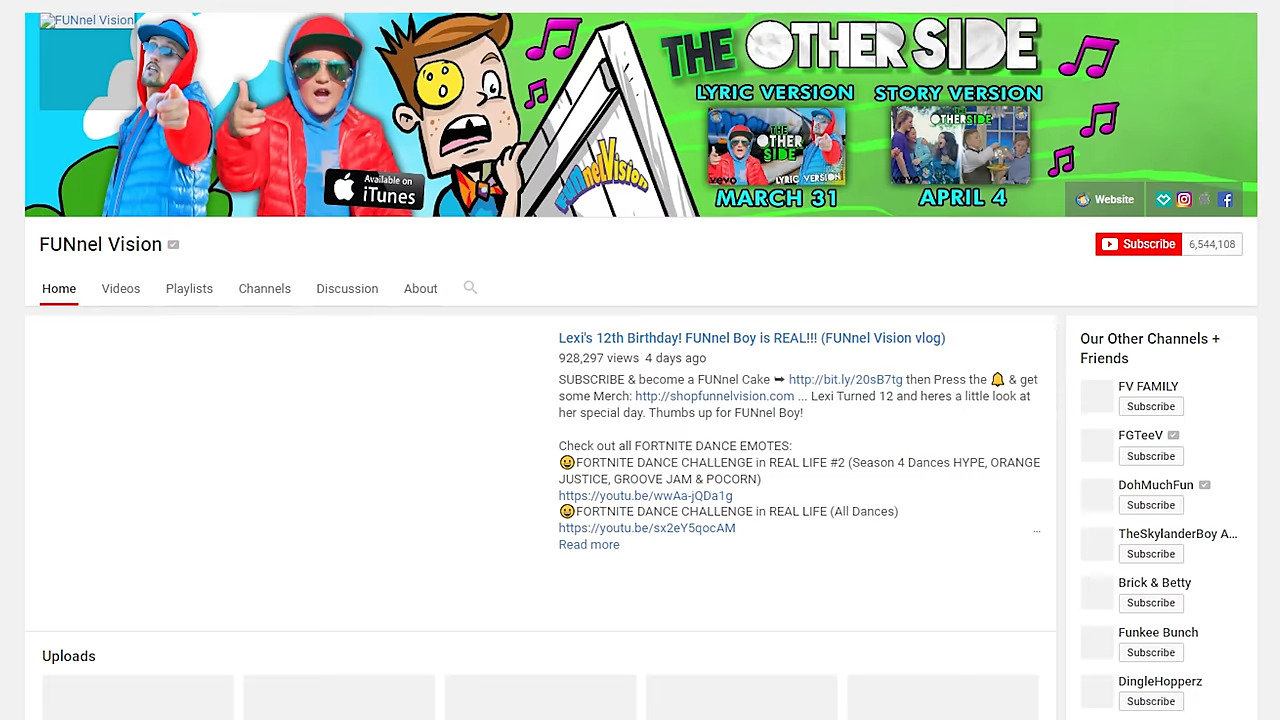 FUNnel Vision
THE OTHER SIDE
LYRIC VERSION STORY VERSION
THE OTHER SIDE
LYRIC VERSION
vevo
THE OTHERSIDE
vevo
MARCH 31 APRIL 4
Available on iTunes
FUNnelVision
Website
FUNnel Vision
Subscribe 6,544,108
Home Videos Playlists Channels Discussion About
Lexi's 12th Birthday! FUNnel Boy is REAL!!! (FUNnel Vision vlog)
928,297 views 4 days ago
SUBSCRIBE & become a FUNnel Cake ➥ http://bit.ly/20sB7tg then Press the 🔔 & get
some Merch: http://shopfunnelvision.com ... Lexi Turned 12 and heres a little look at
her special day. Thumbs up for FUNnel Boy!
Check out all FORTNITE DANCE EMOTES:
😀FORTNITE DANCE CHALLENGE in REAL LIFE #2 (Season 4 Dances HYPE, ORANGE
JUSTICE, GROOVE JAM & POCORN)
https://youtu.be/wwAa-jQDa1g
😀FORTNITE DANCE CHALLENGE in REAL LIFE (All Dances)
https://youtu.be/sx2eY5qocAM ...
Read more
Uploads
Our Other Channels +
Friends
FV FAMILY
Subscribe
FGTeeV
Subscribe
DohMuchFun
Subscribe
TheSkylanderBoy A...
Subscribe
Brick & Betty
Subscribe
Funkee Bunch
Subscribe
DingleHopperz
Subscribe